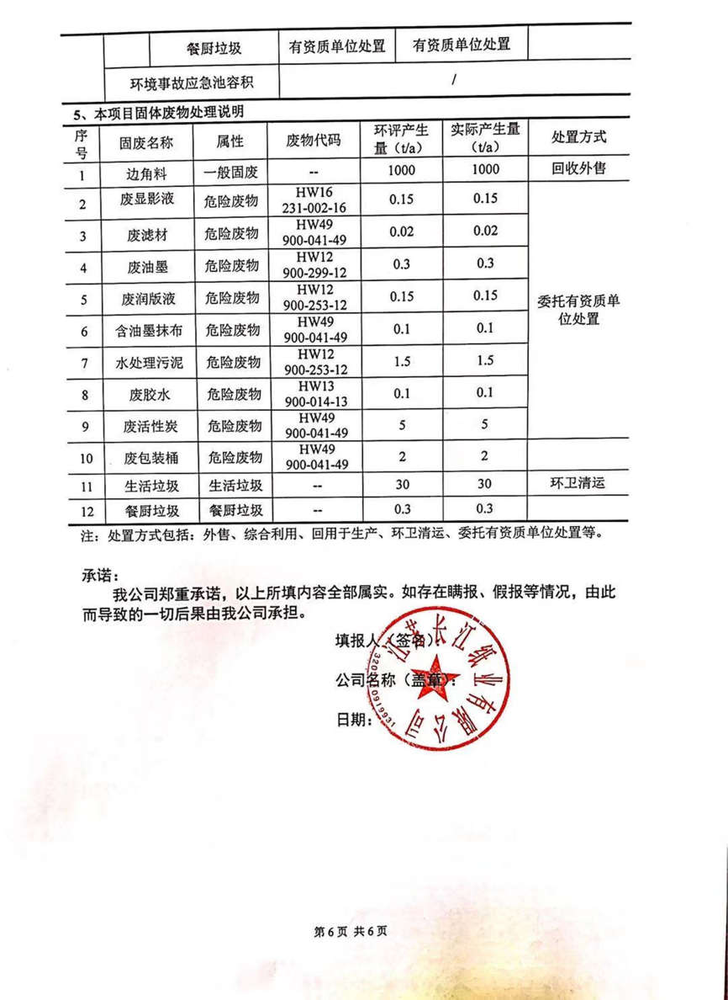 餐厨垃圾 有资质单位处置 有资质单位处置
环境事故应急池容积 /
5、本项目固体废物处理说明
序号 固废名称 属性 废物代码 环评产生量（t/a） 实际产生量（t/a） 处置方式
1 边角料 一般固废 -- 1000 1000 回收外售
2 废显影液 危险废物 HW16 231-002-16 0.15 0.15
3 废滤材 危险废物 HW49 900-041-49 0.02 0.02
4 废油墨 危险废物 HW12 900-299-12 0.3 0.3
5 废润版液 危险废物 HW12 900-253-12 0.15 0.15 委托有资质单位处置
6 含油墨抹布 危险废物 HW49 900-041-49 0.1 0.1
7 水处理污泥 危险废物 HW12 900-253-12 1.5 1.5
8 废胶水 危险废物 HW13 900-014-13 0.1 0.1
9 废活性炭 危险废物 HW49 900-041-49 5 5
10 废包装桶 危险废物 HW49 900-041-49 2 2
11 生活垃圾 生活垃圾 -- 30 30 环卫清运
12 餐厨垃圾 餐厨垃圾 -- 0.3 0.3
注：处置方式包括：外售、综合利用、回用于生产、环卫清运、委托有资质单位处置等。
承诺：
我公司郑重承诺，以上所填内容全部属实。如存在瞒报、假报等情况，由此
而导致的一切后果由我公司承担。
填报人（签名）：
公司名称（盖章）：
日期：
江苏长江纸业有限公司
第6页 共6页